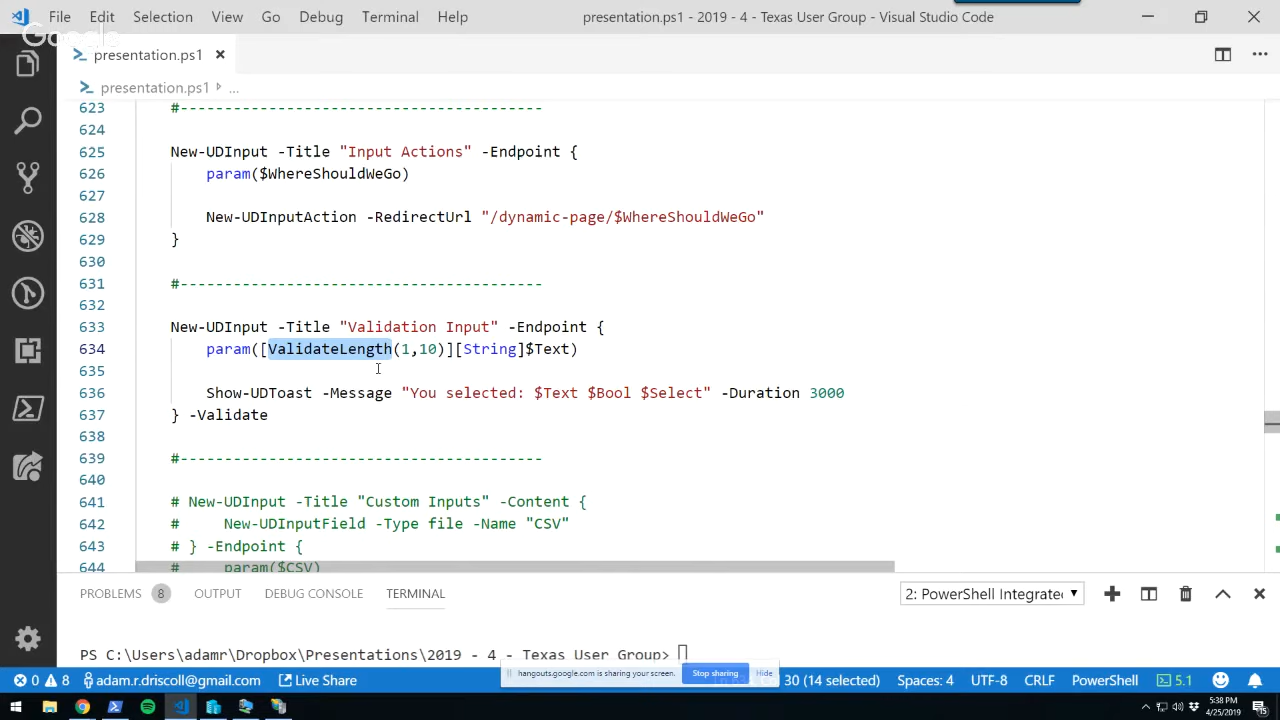 File Edit Selection View Go Debug Terminal Help presentation.ps1 - 2019 - 4 - Texas User Group - Visual Studio Code
Google
presentation.ps1
presentation.ps1 ...
623 #-----------------------------------------
624
625 New-UDInput -Title "Input Actions" -Endpoint {
626 param($WhereShouldWeGo)
627
628 New-UDInputAction -RedirectUrl "/dynamic-page/$WhereShouldWeGo"
629 }
630
631 #-----------------------------------------
632
633 New-UDInput -Title "Validation Input" -Endpoint {
634 param([ValidateLength(1,10)][String]$Text)
635
636 Show-UDToast -Message "You selected: $Text $Bool $Select" -Duration 3000
637 } -Validate
638
639 #-----------------------------------------
640
641 # New-UDInput -Title "Custom Inputs" -Content {
642 # New-UDInputField -Type file -Name "CSV"
643 # } -Endpoint {
644 # param($CSV)
PROBLEMS 8 OUTPUT DEBUG CONSOLE TERMINAL 2: PowerShell Integrate
PS C:\Users\adamr\Dropbox\Presentations\2019 - 4 - Texas User Group>
hangouts.google.com is sharing your screen. Stop sharing Hide
0 8 adam.r.driscoll@gmail.com Live Share 30 (14 selected) Spaces: 4 UTF-8 CRLF PowerShell 5.1
5:38 PM
4/25/2019
15